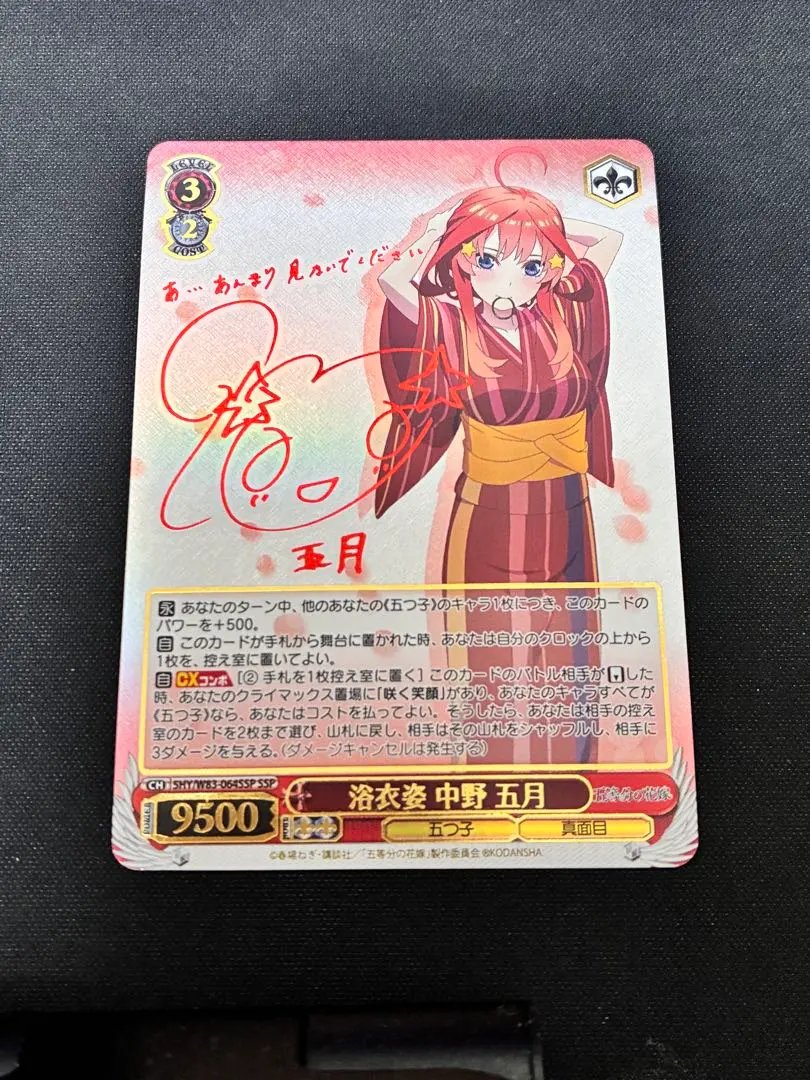 LEVEL
3
2
COST
あ… あんまり 見ないでください
五月
永 あなたのターン中、他のあなたの《五つ子》のキャラ1枚につき、このカードの
パワーを+500。
自 このカードが手札から舞台に置かれた時、あなたは自分のクロックの上から
1枚を、控え室に置いてよい。
自 CXコンボ [② 手札を1枚控え室に置く] このカードのバトル相手が した
時、あなたのクライマックス置場に「咲く笑顔」があり、あなたのキャラすべてが
《五つ子》なら、あなたはコストを払ってよい。そうしたら、あなたは相手の控え
室のカードを2枚まで選び、山札に戻し、相手はその山札をシャッフルし、相手に
3ダメージを与える。(ダメージキャンセルは発生する)
CH 5HY/W83-064SSP SSP
POWER 9500
浴衣姿 中野 五月
五等分の花嫁
五つ子
真面目
©春場ねぎ・講談社/「五等分の花嫁」製作委員会 ®KODANSHA